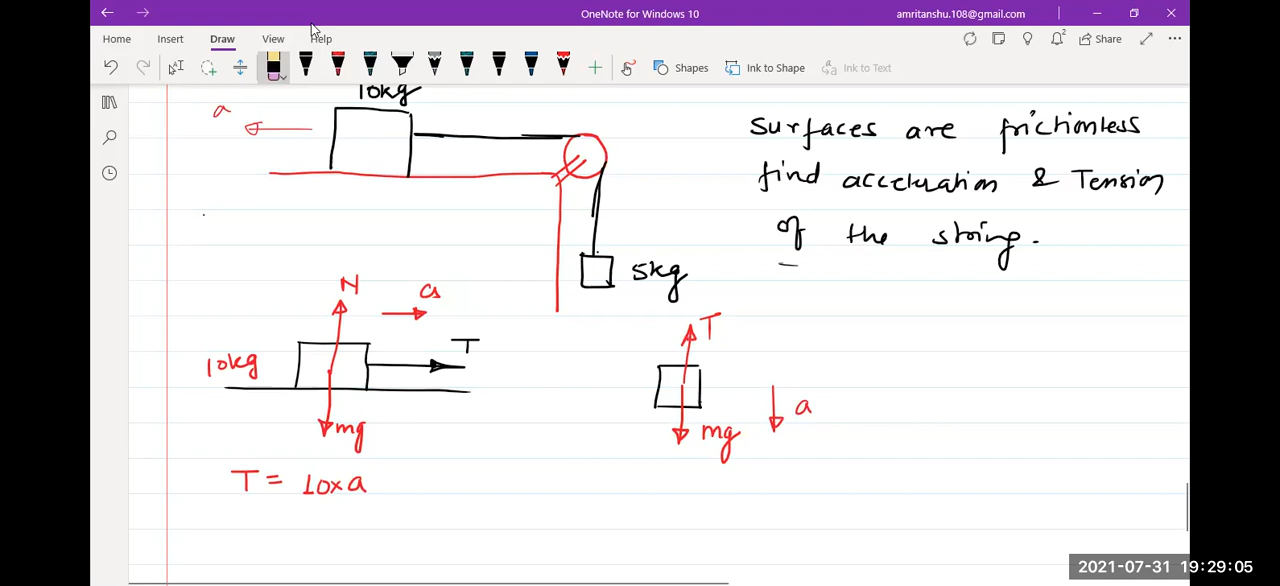 OneNote for Windows 10
amritanshu.108@gmail.com
Home Insert Draw View Help
Share
Shapes Ink to Shape Ink to Text
10kg
a
Surfaces are frictionless
find acceleration & Tension
of the string.
5kg
N
a
T
10kg
mg
T
mg
a
T = 10×a
2021-07-31 19:29:05